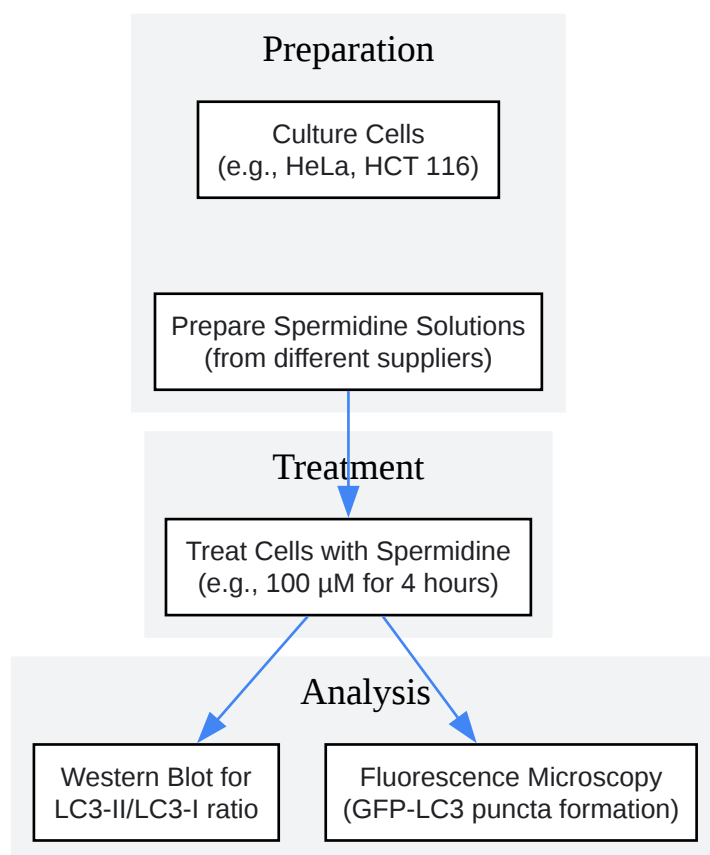 Preparation
Culture Cells
(e.g., HeLa, HCT 116)
Prepare Spermidine Solutions
(from different suppliers)
Treatment
Treat Cells with Spermidine
(e.g., 100 µM for 4 hours)
Analysis
Western Blot for
LC3-II/LC3-I ratio
Fluorescence Microscopy
(GFP-LC3 puncta formation)